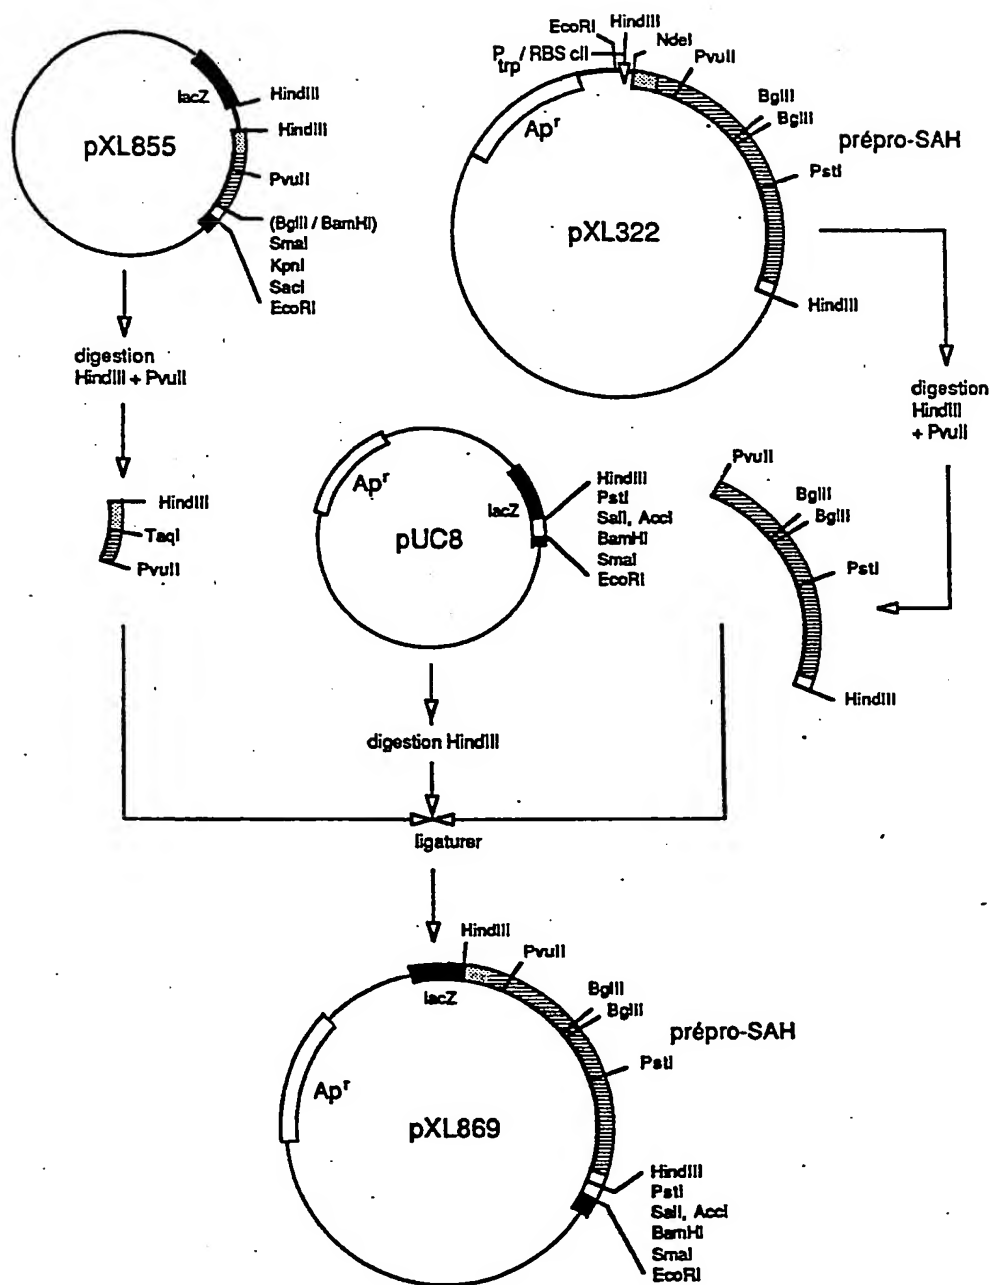 lacZ
HindIII
HindIII
pXL855
PvuII
(BglII / BamHI)
SmaI
KpnI
SacI
EcoRI
digestion
HindIII + PvuII
HindIII
TaqI
PvuII
HindIII
EcoRI
NdeI
P trp / RBS cII
PvuII
Apʳ
BglII
BglII
prépro-SAH
PstI
pXL322
HindIII
digestion
HindIII
+ PvuII
PvuII
BglII
BglII
PstI
HindIII
Apʳ
lacZ
pUC8
HindIII
PstI
SalI, AccI
BamHI
SmaI
EcoRI
digestion HindIII
ligaturer
HindIII
PvuII
lacZ
BglII
BglII
prépro-SAH
PstI
Apʳ
pXL869
HindIII
PstI
SalI, AccI
BamHI
SmaI
EcoRI